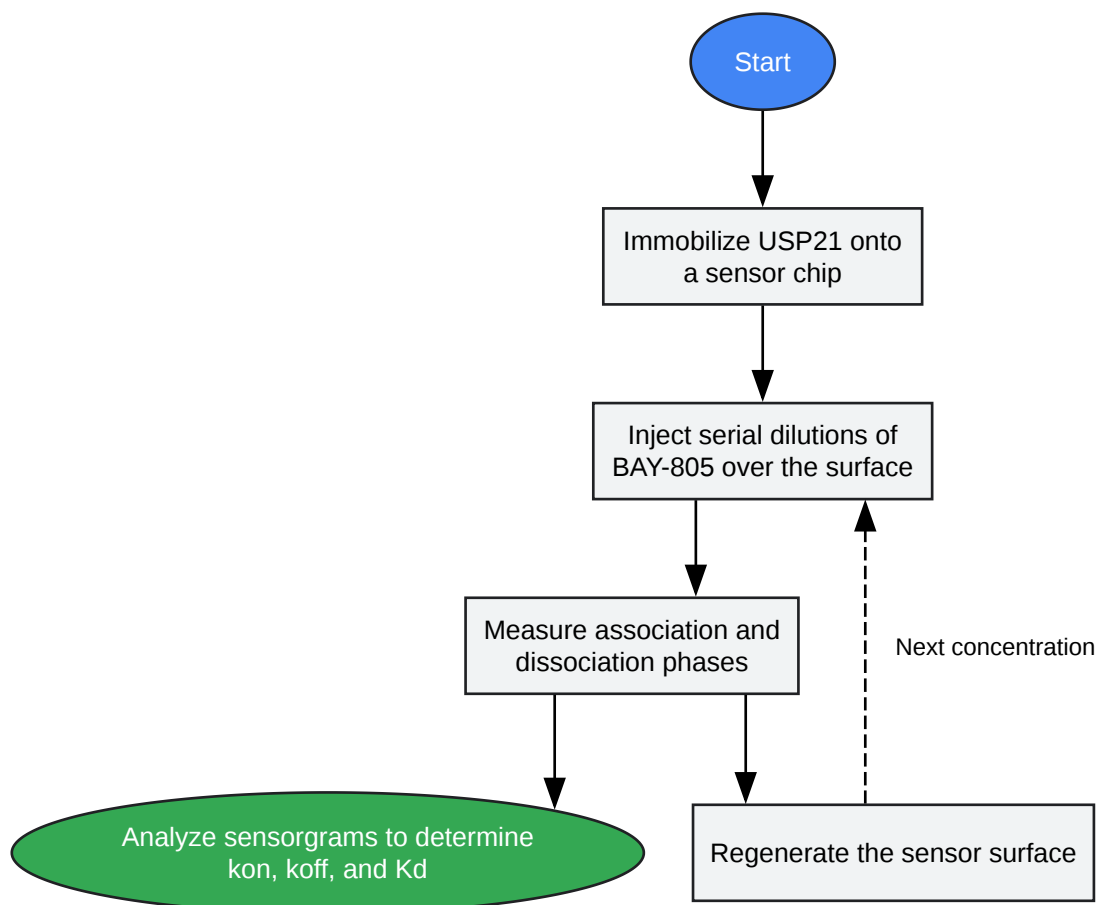 Start
Immobilize USP21 onto
a sensor chip
Inject serial dilutions of
BAY-805 over the surface
Measure association and
dissociation phases
Next concentration
Analyze sensorgrams to determine
kon, koff, and Kd
Regenerate the sensor surface